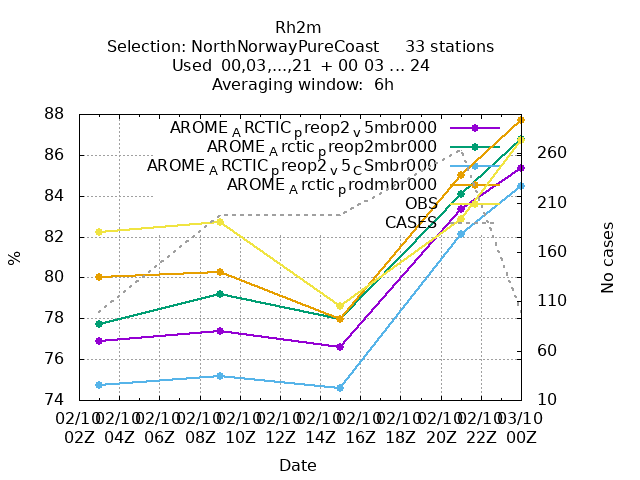 Rh2m
Selection: NorthNorwayPureCoast 33 stations
Used 00,03,...,21 + 00 03 ... 24
Averaging window: 6h
AROME_ARCTIC_preop2_v5mbr000
AROME_Arctic_preop2mbr000
AROME_ARCTIC_preop2_v5_CSmbr000
AROME_Arctic_prodmbr000
OBS
CASES
%
88
86
84
82
80
78
76
74
No cases
260
210
160
110
60
10
02/10 02/10 02/10 02/10 02/10 02/10 02/10 02/10 02/10 02/10 02/10 03/10
02Z 04Z 06Z 08Z 10Z 12Z 14Z 16Z 18Z 20Z 22Z 00Z
Date